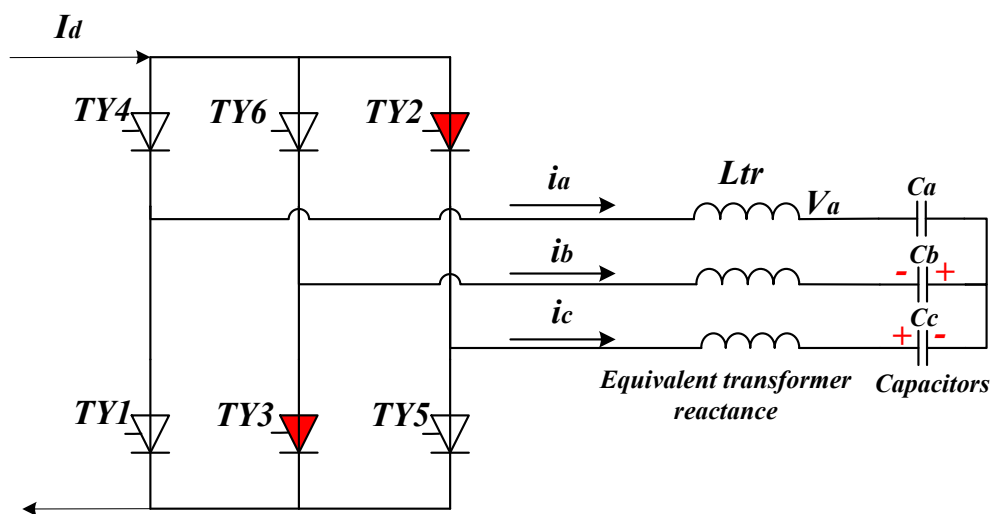 Id
TY4
TY6
TY2
ia
Ltr
Va
Ca
ib
- Cb +
ic
+ Cc -
TY1
TY3
TY5
Equivalent transformer
reactance
Capacitors